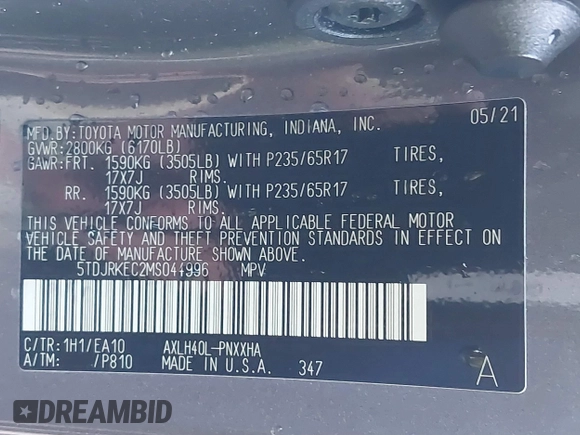 MFD.BY:TOYOTA MOTOR MANUFACTURING, INDIANA, INC. 05/21
GVWR:2800KG (6170LB)
GAWR:FRT. 1590KG (3505LB) WITH P235/65R17 TIRES,
17X7J RIMS.
RR. 1590KG (3505LB) WITH P235/65R17 TIRES,
17X7J RIMS.
THIS VEHICLE CONFORMS TO ALL APPLICABLE FEDERAL MOTOR
VEHICLE SAFETY AND THEFT PREVENTION STANDARDS IN EFFECT ON
THE DATE OF MANUFACTURE SHOWN ABOVE.
MPV
C/TR:1H1/EA10 AXLH40L-PNXXHA
A/TM: /P810 MADE IN U.S.A. 347 A
DREAMBID